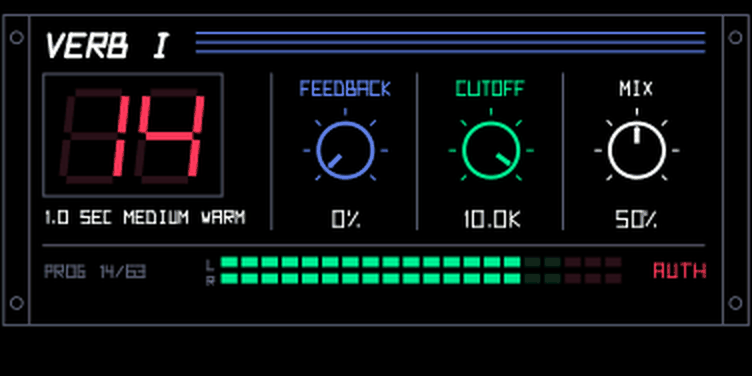 VERB I
14
FEEDBACK
CUTOFF
MIX
1.0 SEC MEDIUM WARM
0%
10.0K
50%
PROG 14/63
L
R
AUTH